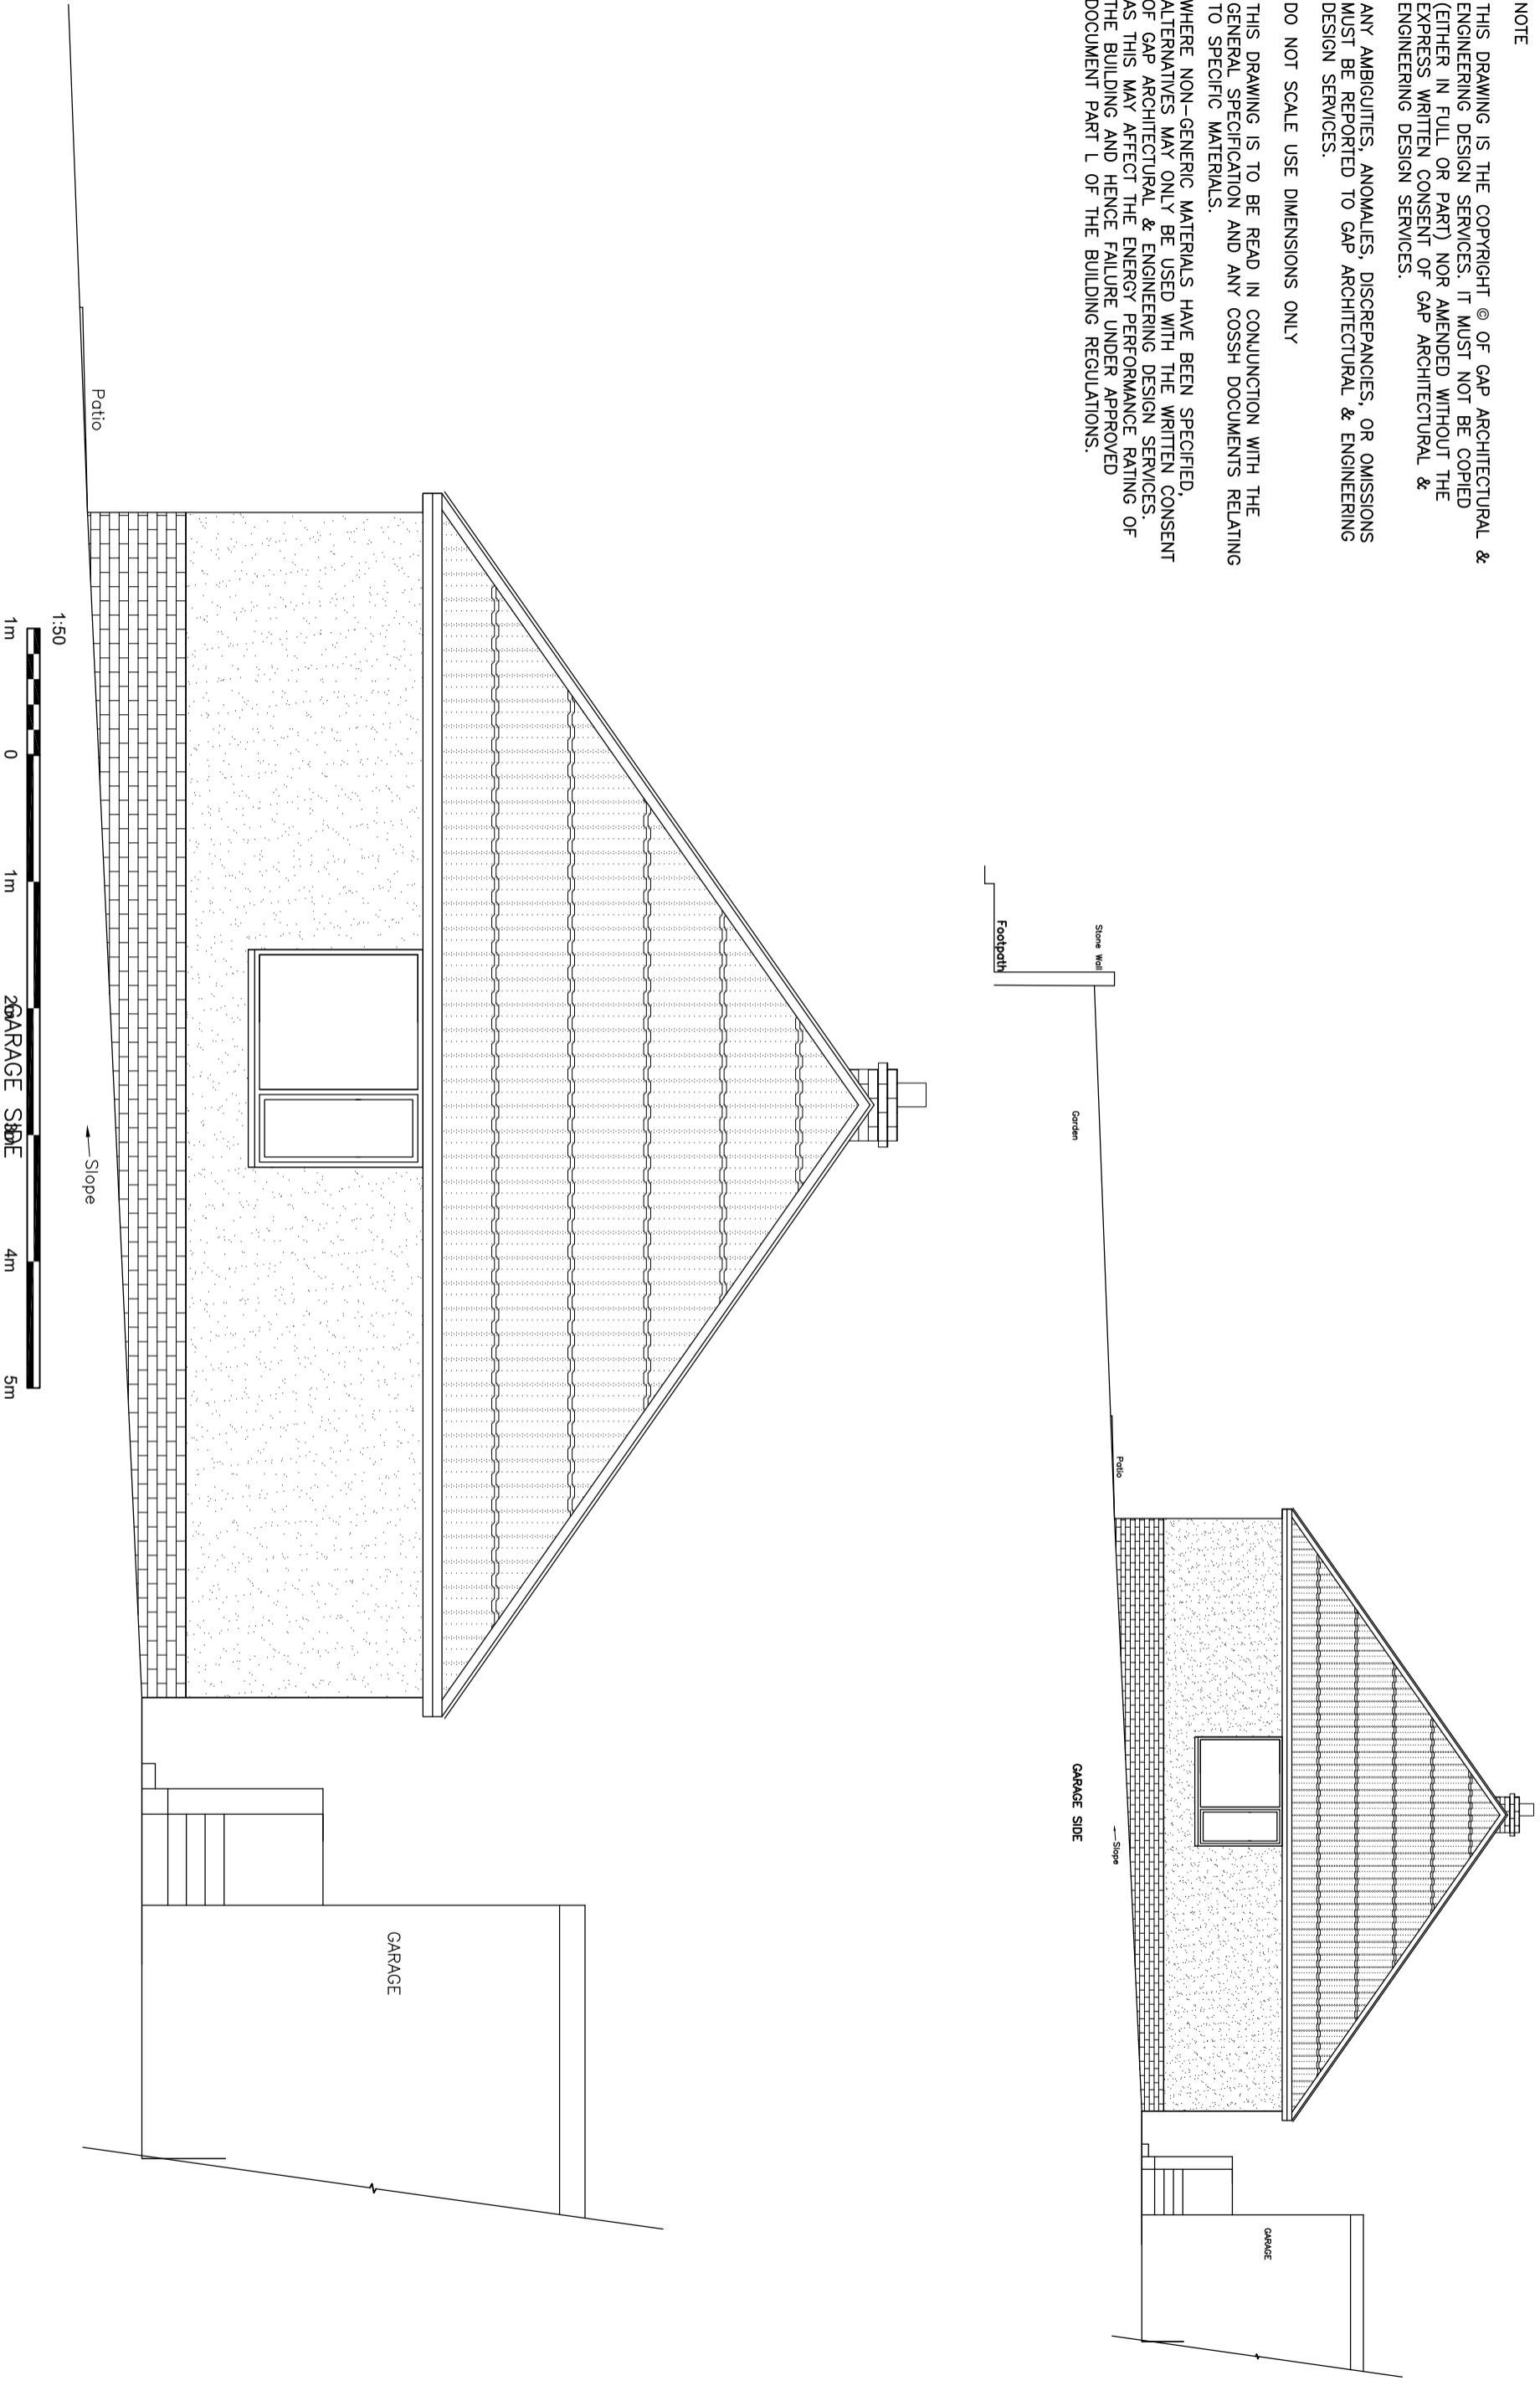 NOTE
THIS DRAWING IS THE COPYRIGHT © OF GAP ARCHITECTURAL &
ENGINEERING DESIGN SERVICES. IT MUST NOT BE COPIED
(EITHER IN FULL OR PART) NOR AMENDED WITHOUT THE
EXPRESS WRITTEN CONSENT OF GAP ARCHITECTURAL &
ENGINEERING DESIGN SERVICES.
ANY AMBIGUITIES, ANOMALIES, DISCREPANCIES, OR OMISSIONS
MUST BE REPORTED TO GAP ARCHITECTURAL & ENGINEERING
DESIGN SERVICES.
DO NOT SCALE USE DIMENSIONS ONLY
THIS DRAWING IS TO BE READ IN CONJUNCTION WITH THE
GENERAL SPECIFICATION AND ANY COSSH DOCUMENTS RELATING
TO SPECIFIC MATERIALS.
WHERE NON-GENERIC MATERIALS HAVE BEEN SPECIFIED,
ALTERNATIVES MAY ONLY BE USED WITH THE WRITTEN CONSENT
OF GAP ARCHITECTURAL & ENGINEERING DESIGN SERVICES.
AS THIS MAY AFFECT THE ENERGY PERFORMANCE RATING OF
THE BUILDING AND HENCE FAILURE UNDER APPROVED
DOCUMENT PART L OF THE BUILDING REGULATIONS.
GARAGE
Stone Wall
Footpath
Garden
Patio
Slope
GARAGE SIDE
GARAGE
Patio
Slope
1:50
1m 0 1m 2m 3m 4m 5m
GARAGE SIDE